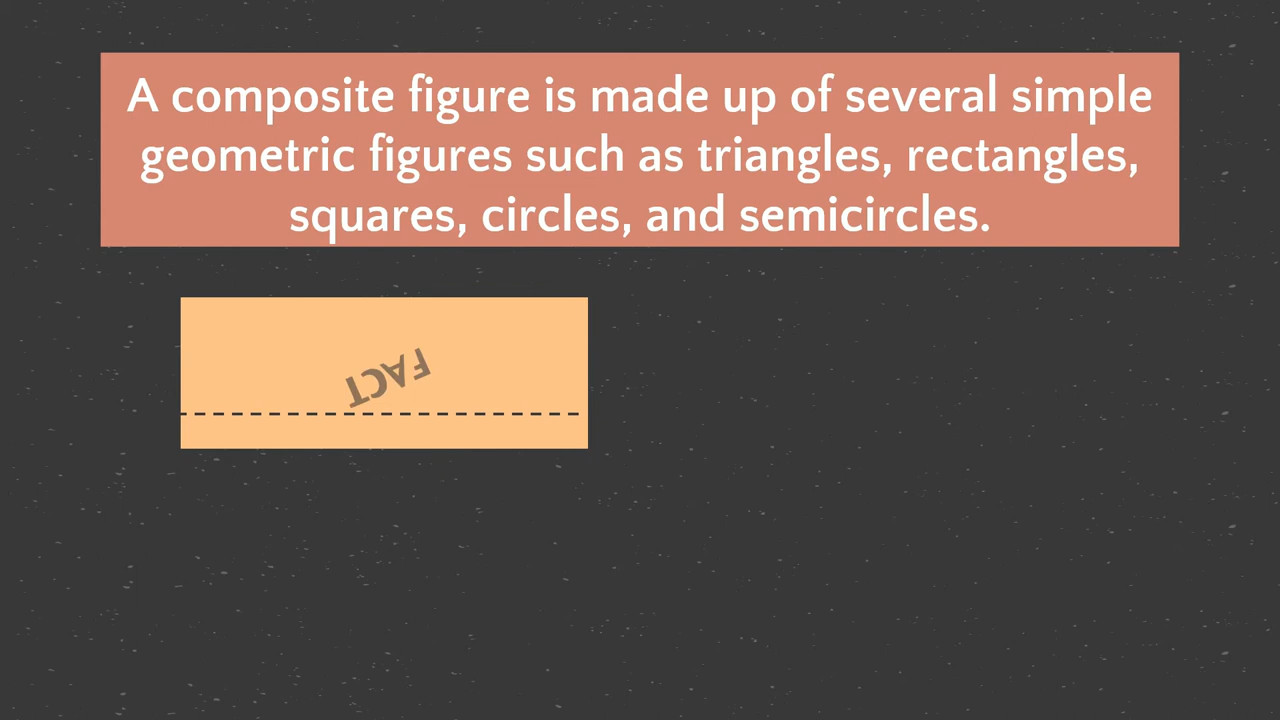 A composite figure is made up of several simple
geometric figures such as triangles, rectangles,
squares, circles, and semicircles.
FACT